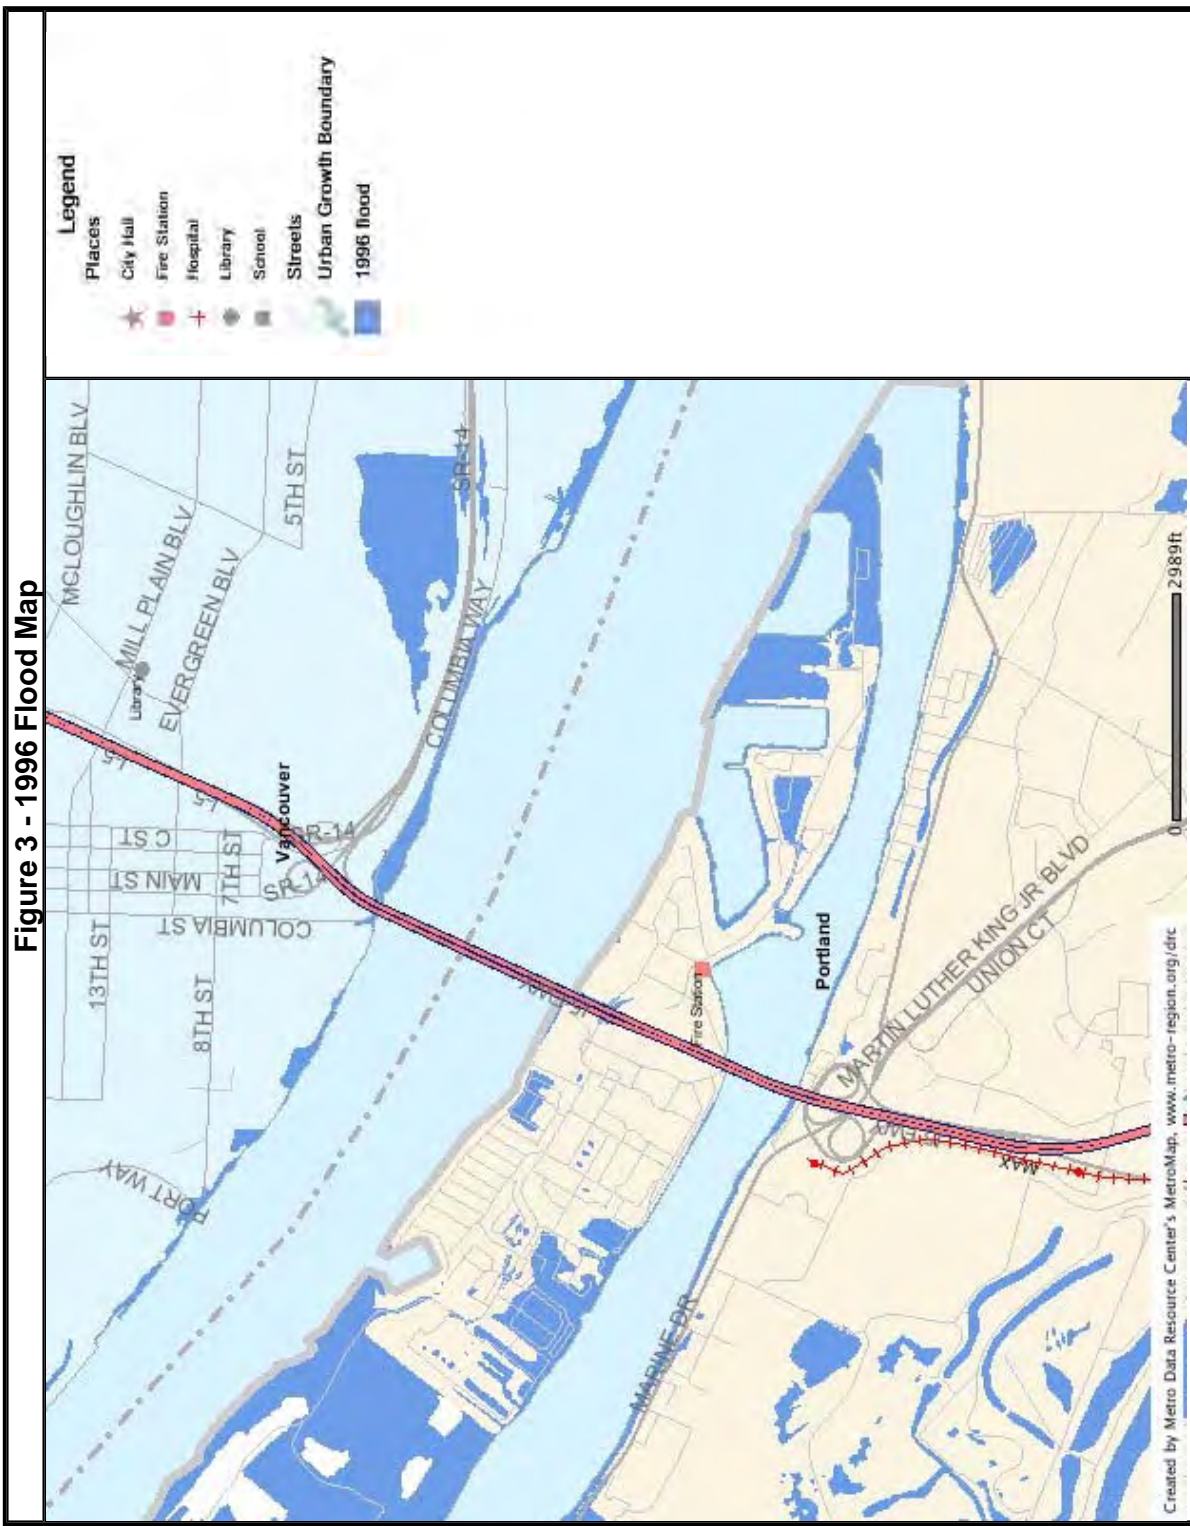 Figure 3 - 1996 Flood Map
Legend
Places
City Hall
Fire Station
Hospital
Library
School
Streets
Urban Growth Boundary
1996 flood
MCLOUGHLIN BLV
MILL PLAIN BLV
Library
EVERGREEN BLV
5TH ST
I-5
I-5
C ST
MAIN ST
7TH ST
Vancouver
SR-14
SR-14
SR-14
COLUMBIA ST
COLUMBIA WAY
13TH ST
8TH ST
PORT WAY
Fire Station
Portland
MARTIN LUTHER KING JR BLVD
UNION CT
MAX
MARINE DR
0
2989ft
Created by Metro Data Resource Center's MetroMap, www.metro-region.org/drc